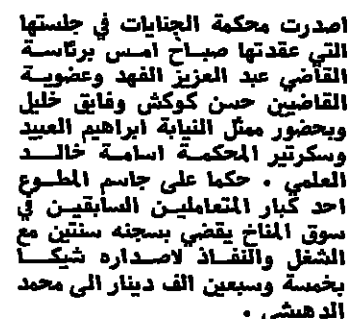 اصدرت محكمة الجنايات في جلستها
التي عقدتها صباح امس برئاسة
القاضي عبد العزيز الفهد وعضوية
القاضيين حسن كوكش وفايق خليل
وبحضور ممثل النيابة ابراهيم العبيد
وسكرتير المحكمة اسامة خالد
العلمي ، حكما على جاسم المطوع
احد كبار المتعاملين السابقين في
سوق المناخ يقضي بسجنه سنتين مع
الشغل والنفاذ لاصداره شيكا
بخمسة وسبعين الف دينار الى محمد
الدهيشي .